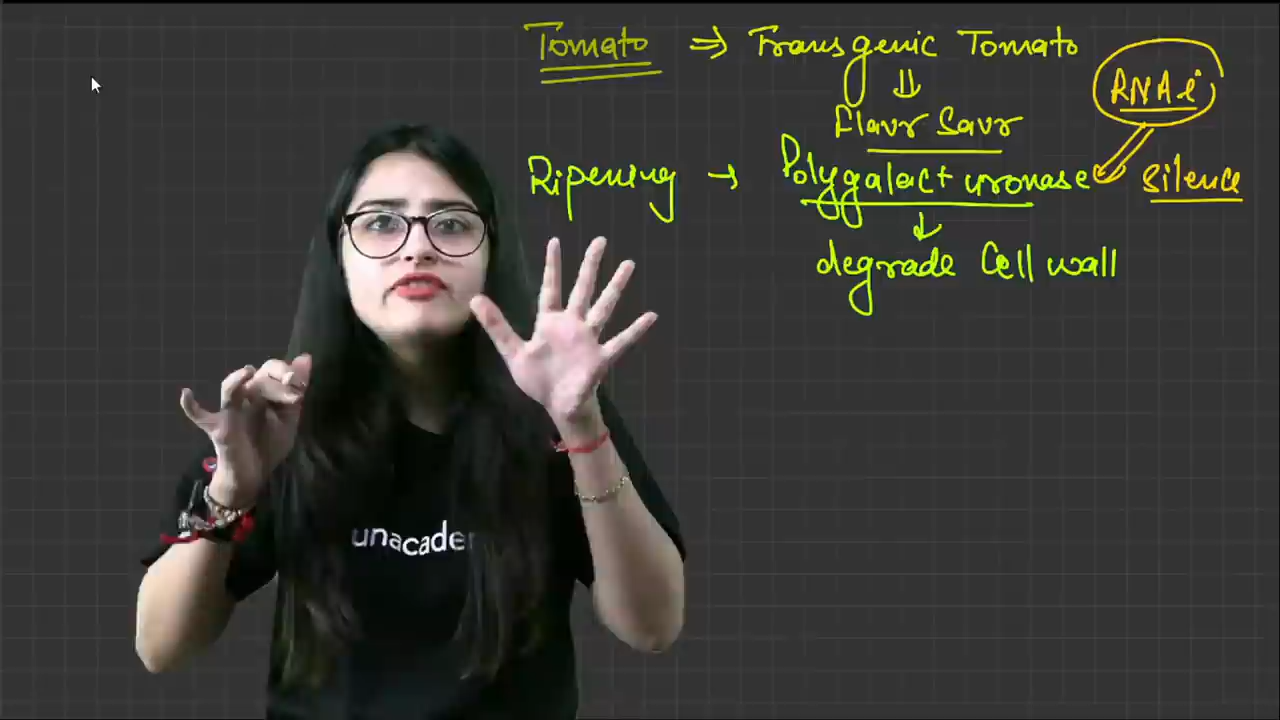 Tomato ⇒ Transgenic Tomato
⇓
RNAi
Flavr Savr
Ripening → Polygalacturonase Silence
↓
degrade Cell wall
unacade